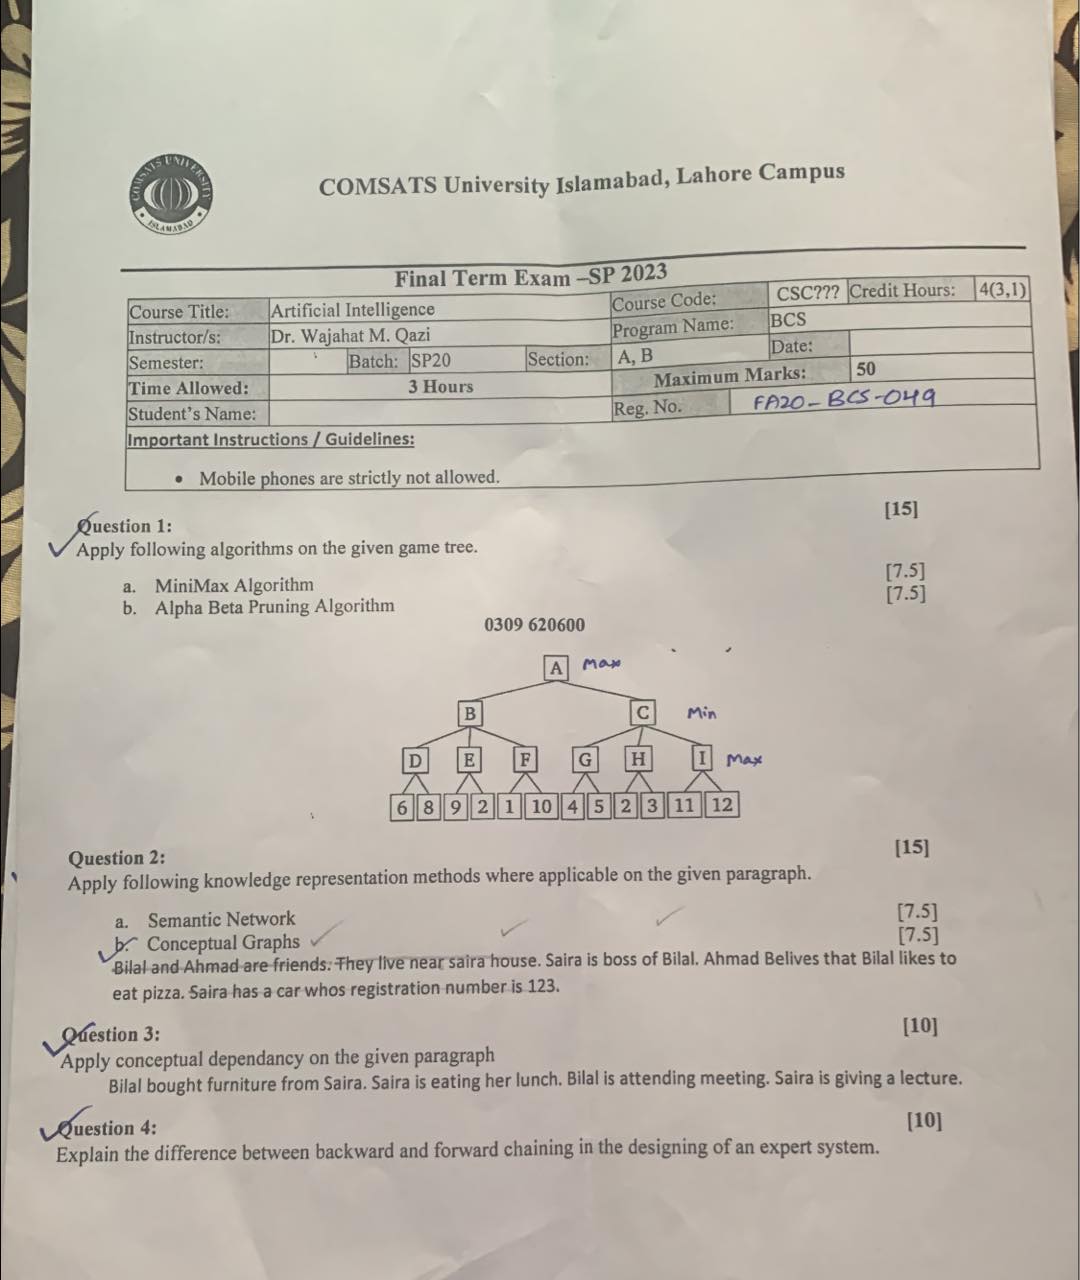 COMSATS UNIVERSITY
ISLAMABAD
COMSATS University Islamabad, Lahore Campus
Final Term Exam –SP 2023
Course Title: Artificial Intelligence Course Code: CSC??? Credit Hours: 4(3,1)
Instructor/s: Dr. Wajahat M. Qazi Program Name: BCS
Semester: Batch: SP20 Section: A, B Date:
Time Allowed: 3 Hours Maximum Marks: 50
Student's Name: Reg. No. FA20-BCS-049
Important Instructions / Guidelines:
• Mobile phones are strictly not allowed.
Question 1: [15]
Apply following algorithms on the given game tree.
a. MiniMax Algorithm [7.5]
b. Alpha Beta Pruning Algorithm [7.5]
0309 620600
A Max
B C Min
D E F G H I Max
6 8 9 2 1 10 4 5 2 3 11 12
Question 2: [15]
Apply following knowledge representation methods where applicable on the given paragraph.
a. Semantic Network [7.5]
b. Conceptual Graphs [7.5]
Bilal and Ahmad are friends. They live near saira house. Saira is boss of Bilal. Ahmad Belives that Bilal likes to
eat pizza. Saira has a car whos registration number is 123.
Question 3: [10]
Apply conceptual dependancy on the given paragraph
Bilal bought furniture from Saira. Saira is eating her lunch. Bilal is attending meeting. Saira is giving a lecture.
Question 4: [10]
Explain the difference between backward and forward chaining in the designing of an expert system.